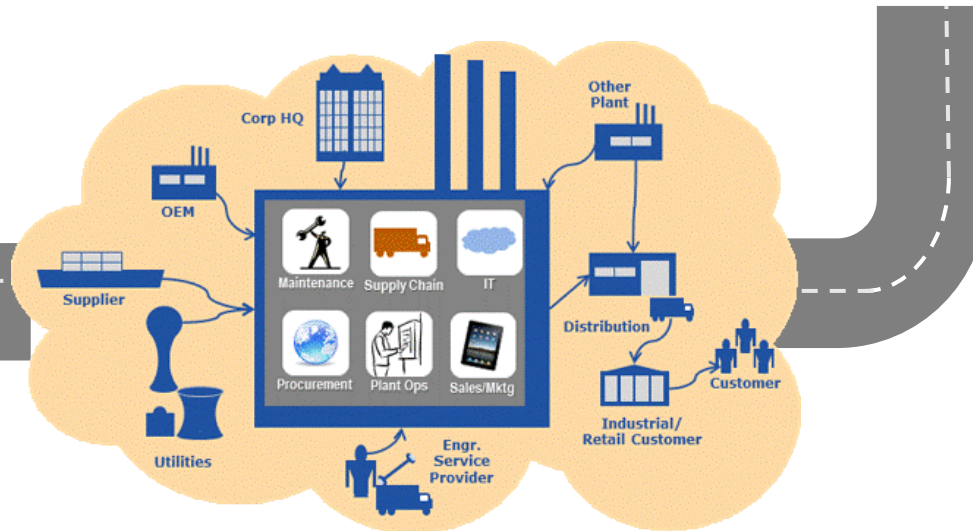 Other
Plant
Corp HQ
OEM
Maintenance
Supply Chain
IT
Supplier
Distribution
Procurement
Plant Ops
Sales/Mktg
Customer
Industrial/
Retail Customer
Engr.
Service
Provider
Utilities